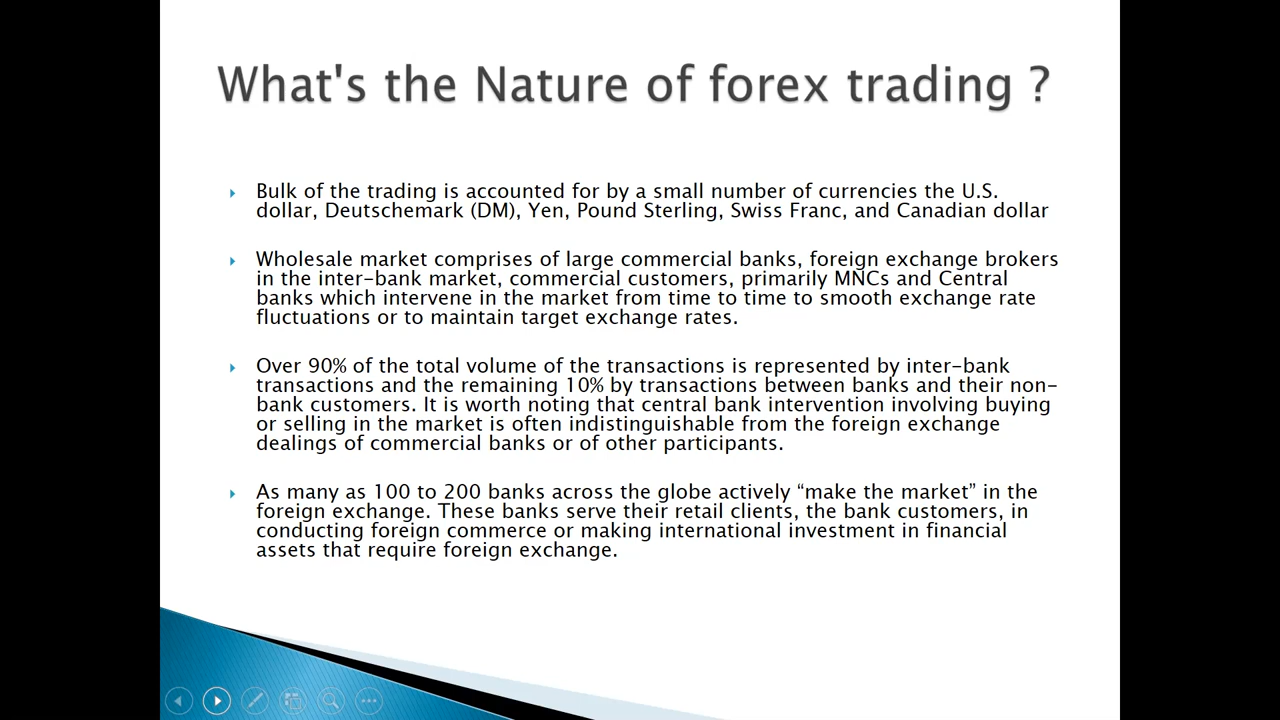 What's the Nature of forex trading ?
Bulk of the trading is accounted for by a small number of currencies the U.S.
dollar, Deutschemark (DM), Yen, Pound Sterling, Swiss Franc, and Canadian dollar
Wholesale market comprises of large commercial banks, foreign exchange brokers
in the inter-bank market, commercial customers, primarily MNCs and Central
banks which intervene in the market from time to time to smooth exchange rate
fluctuations or to maintain target exchange rates.
Over 90% of the total volume of the transactions is represented by inter-bank
transactions and the remaining 10% by transactions between banks and their non-
bank customers. It is worth noting that central bank intervention involving buying
or selling in the market is often indistinguishable from the foreign exchange
dealings of commercial banks or of other participants.
As many as 100 to 200 banks across the globe actively “make the market” in the
foreign exchange. These banks serve their retail clients, the bank customers, in
conducting foreign commerce or making international investment in financial
assets that require foreign exchange.